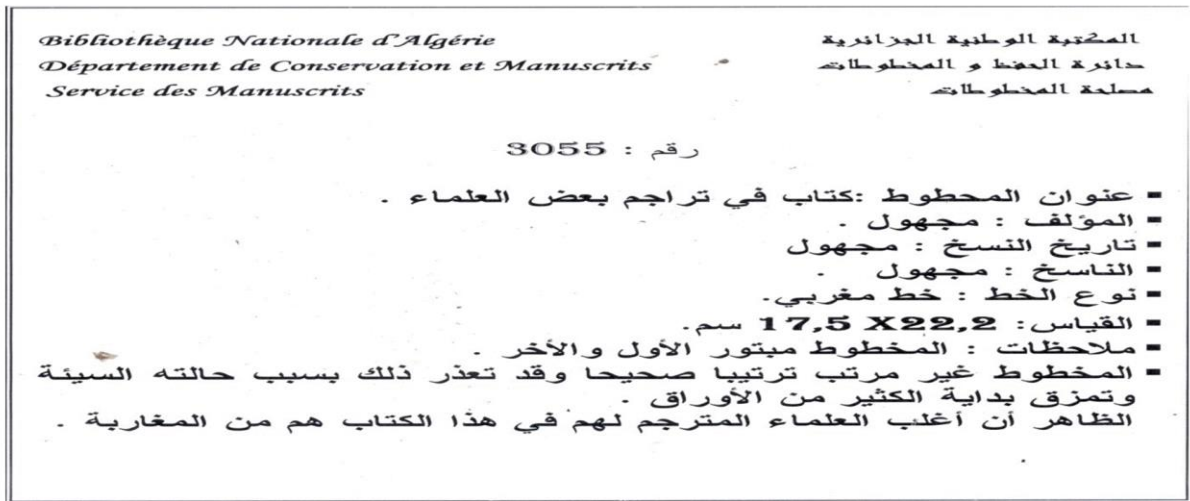 Bibliothèque Nationale d'Algérie
Département de Conservation et Manuscrits
Service des Manuscrits
المكتبة الوطنية الجزائرية
دائرة الحفظ و المخطوطات
مصلحة المخطوطات
رقم : 3055
▪ عنوان المحطوط :كتاب في تراجم بعض العلماء .
▪ المؤلف : مجهول .
▪ تاريخ النسخ : مجهول
▪ الناسخ : مجهول .
▪ نوع الخط : خط مغربي.
▪ القياس: 17,5 X22,2 سم.
▪ ملاحظات : المخطوط مبتور الأول والأخر .
▪ المخطوط غير مرتب ترتيبا صحيحا وقد تعذر ذلك بسبب حالته السيئة
وتمزق بداية الكثير من الأوراق .
الظاهر أن أغلب العلماء المترجم لهم في هذا الكتاب هم من المغاربة .